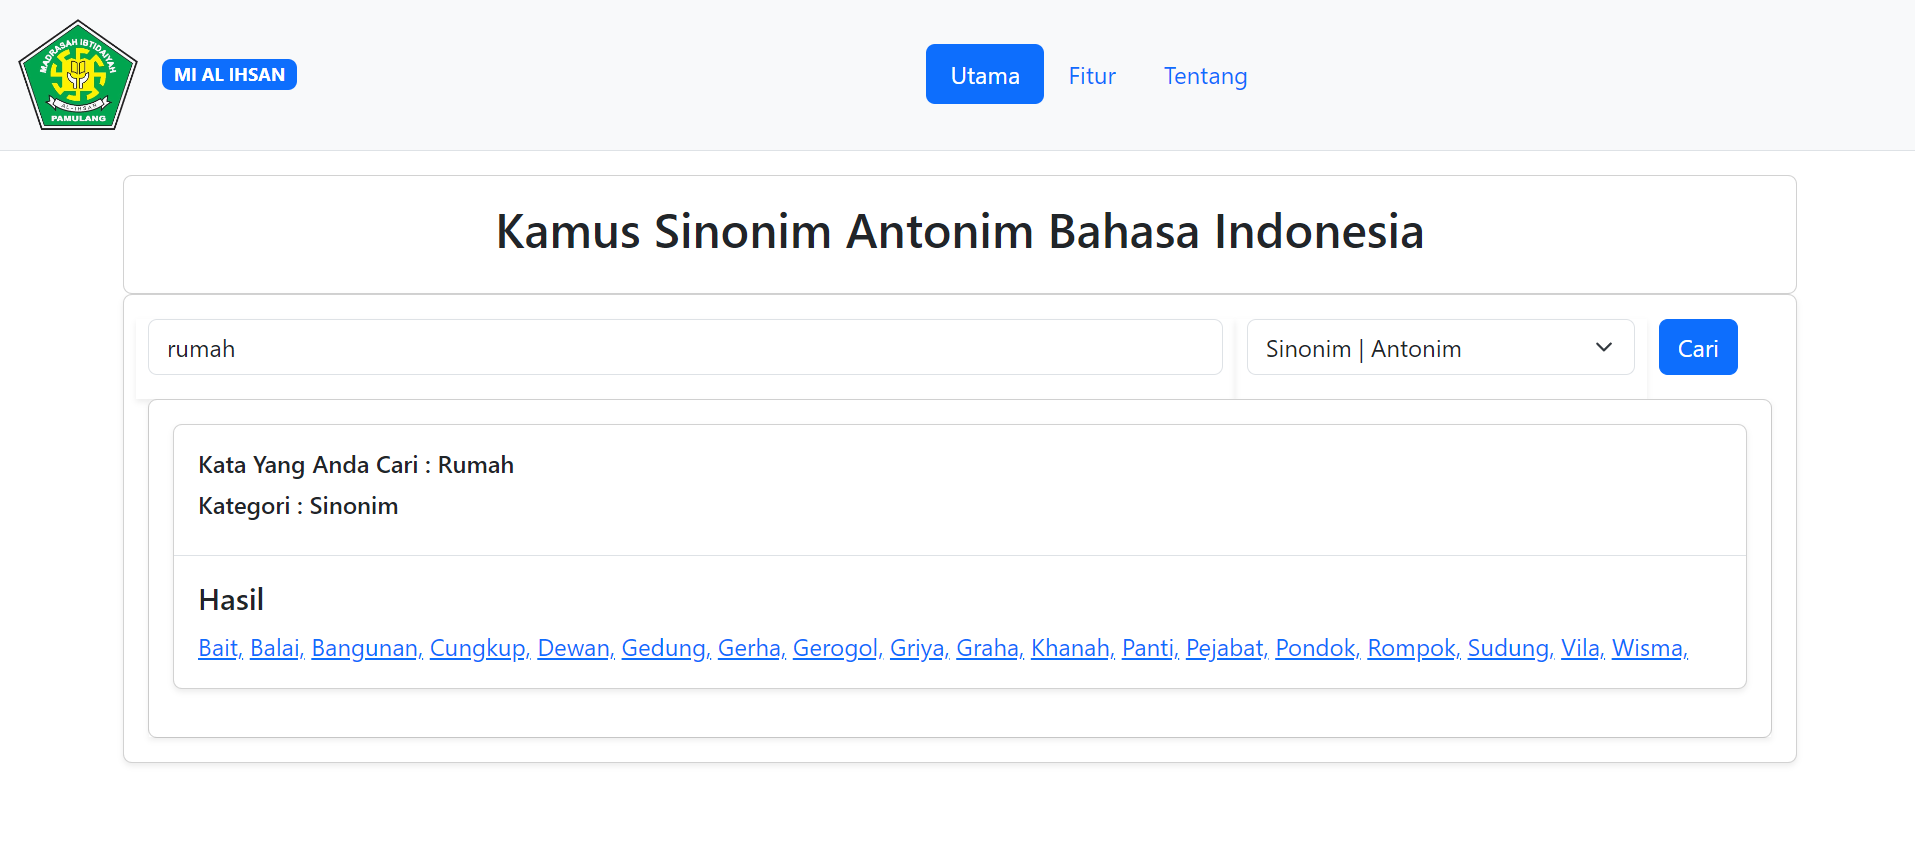 MADRASAH IBTIDAIYAH
AL-IHSAN
PAMULANG
MI AL IHSAN
Utama Fitur Tentang
Kamus Sinonim Antonim Bahasa Indonesia
rumah Sinonim | Antonim Cari
Kata Yang Anda Cari : Rumah
Kategori : Sinonim
Hasil
Bait, Balai, Bangunan, Cungkup, Dewan, Gedung, Gerha, Gerogol, Griya, Graha, Khanah, Panti, Pejabat, Pondok, Rompok, Sudung, Vila, Wisma,